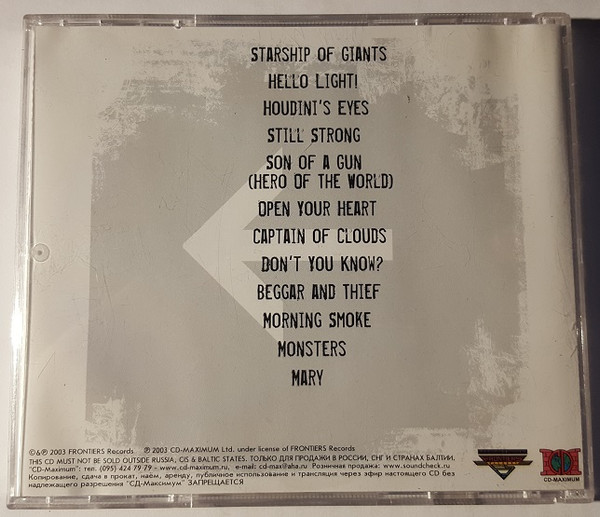 STARSHIP OF GIANTS
HELLO LIGHT!
HOUDINI'S EYES
STILL STRONG
SON OF A GUN
(HERO OF THE WORLD)
OPEN YOUR HEART
CAPTAIN OF CLOUDS
DON'T YOU KNOW?
BEGGAR AND THIEF
MORNING SMOKE
MONSTERS
MARY
©&℗ 2003 FRONTIERS Records ℗ 2003 CD-MAXIMUM Ltd. under license of FRONTIERS Records
THIS CD MUST NOT BE SOLD OUTSIDE RUSSIA, CIS & BALTIC STATES. ТОЛЬКО ДЛЯ ПРОДАЖИ В РОССИИ, СНГ И СТРАНАХ БАЛТИИ.
"CD-Maximum": тел. (095) 424 79 79 - www.cd-maximum.ru, e-mail: cd-max@aha.ru Розничная продажа: www.soundcheck.ru
Копирование, сдача в прокат, наём, аренду, публичное использование и трансляция через эфир настоящего CD без
надлежащего разрешения "СД-Максимум" ЗАПРЕЩАЕТСЯ
CD-MAXIMUM